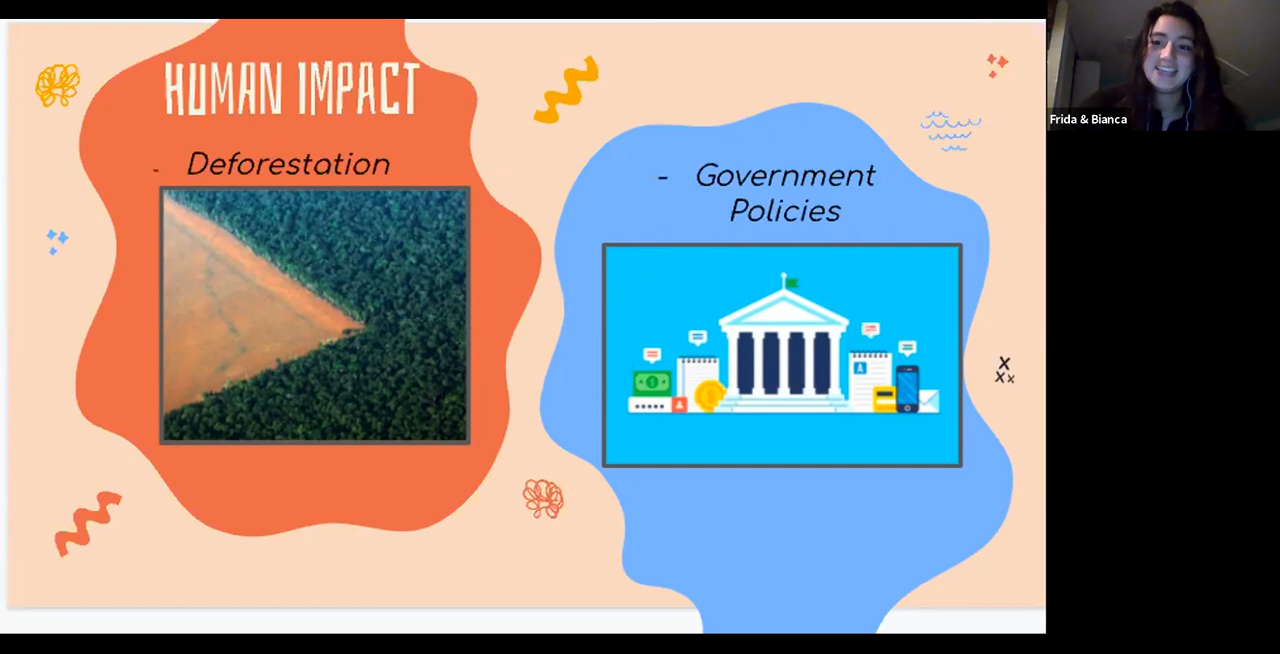 HUMAN IMPACT
- Deforestation
- Government
Policies
A
X
X x
Frida & Bianca